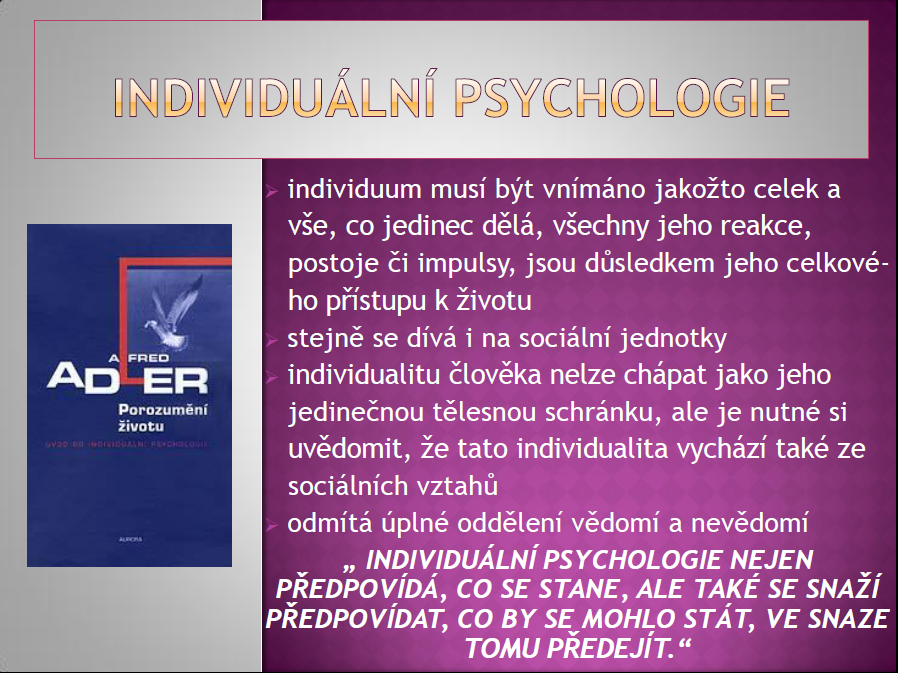 INDIVIDUÁLNÍ PSYCHOLOGIE
individuum musí být vnímáno jakožto celek a
vše, co jedinec dělá, všechny jeho reakce,
postoje či impulsy, jsou důsledkem jeho celkové-
ho přístupu k životu
stejně se dívá i na sociální jednotky
individualitu člověka nelze chápat jako jeho
jedinečnou tělesnou schránku, ale je nutné si
uvědomit, že tato individualita vychází také ze
sociálních vztahů
odmítá úplné oddělení vědomí a nevědomí
„ INDIVIDUÁLNÍ PSYCHOLOGIE NEJEN
PŘEDPOVÍDÁ, CO SE STANE, ALE TAKÉ SE SNAŽÍ
PŘEDPOVÍDAT, CO BY SE MOHLO STÁT, VE SNAZE
TOMU PŘEDEJÍT.“
ALFRED
ADLER
Porozumění
životu
ÚVOD DO INDIVIDUÁLNÍ PSYCHOLOGIE
AURORA